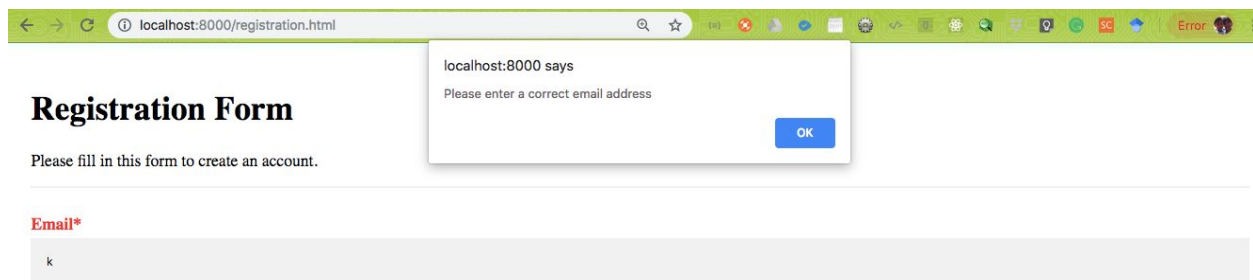 localhost:8000/registration.html
Error
localhost:8000 says
Please enter a correct email address
OK
Registration Form
Please fill in this form to create an account.
Email*
k